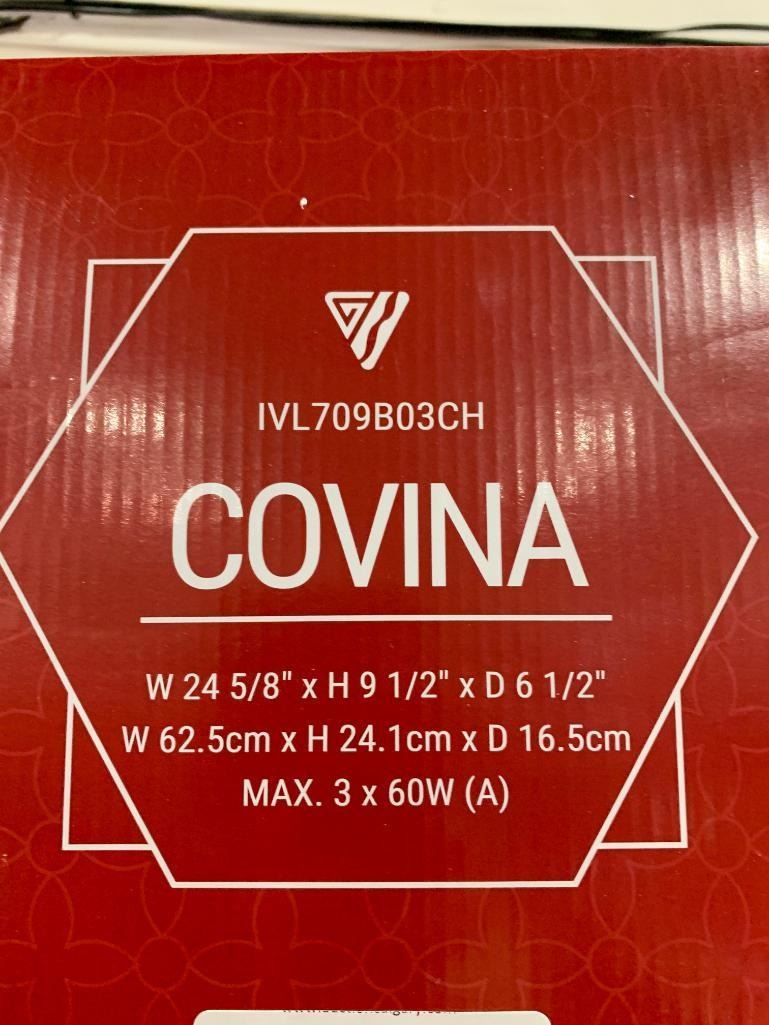 IVL709B03CH
COVINA
W 24 5/8" x H 9 1/2" x D 6 1/2"
W 62.5cm x H 24.1cm x D 16.5cm
MAX. 3 x 60W (A)